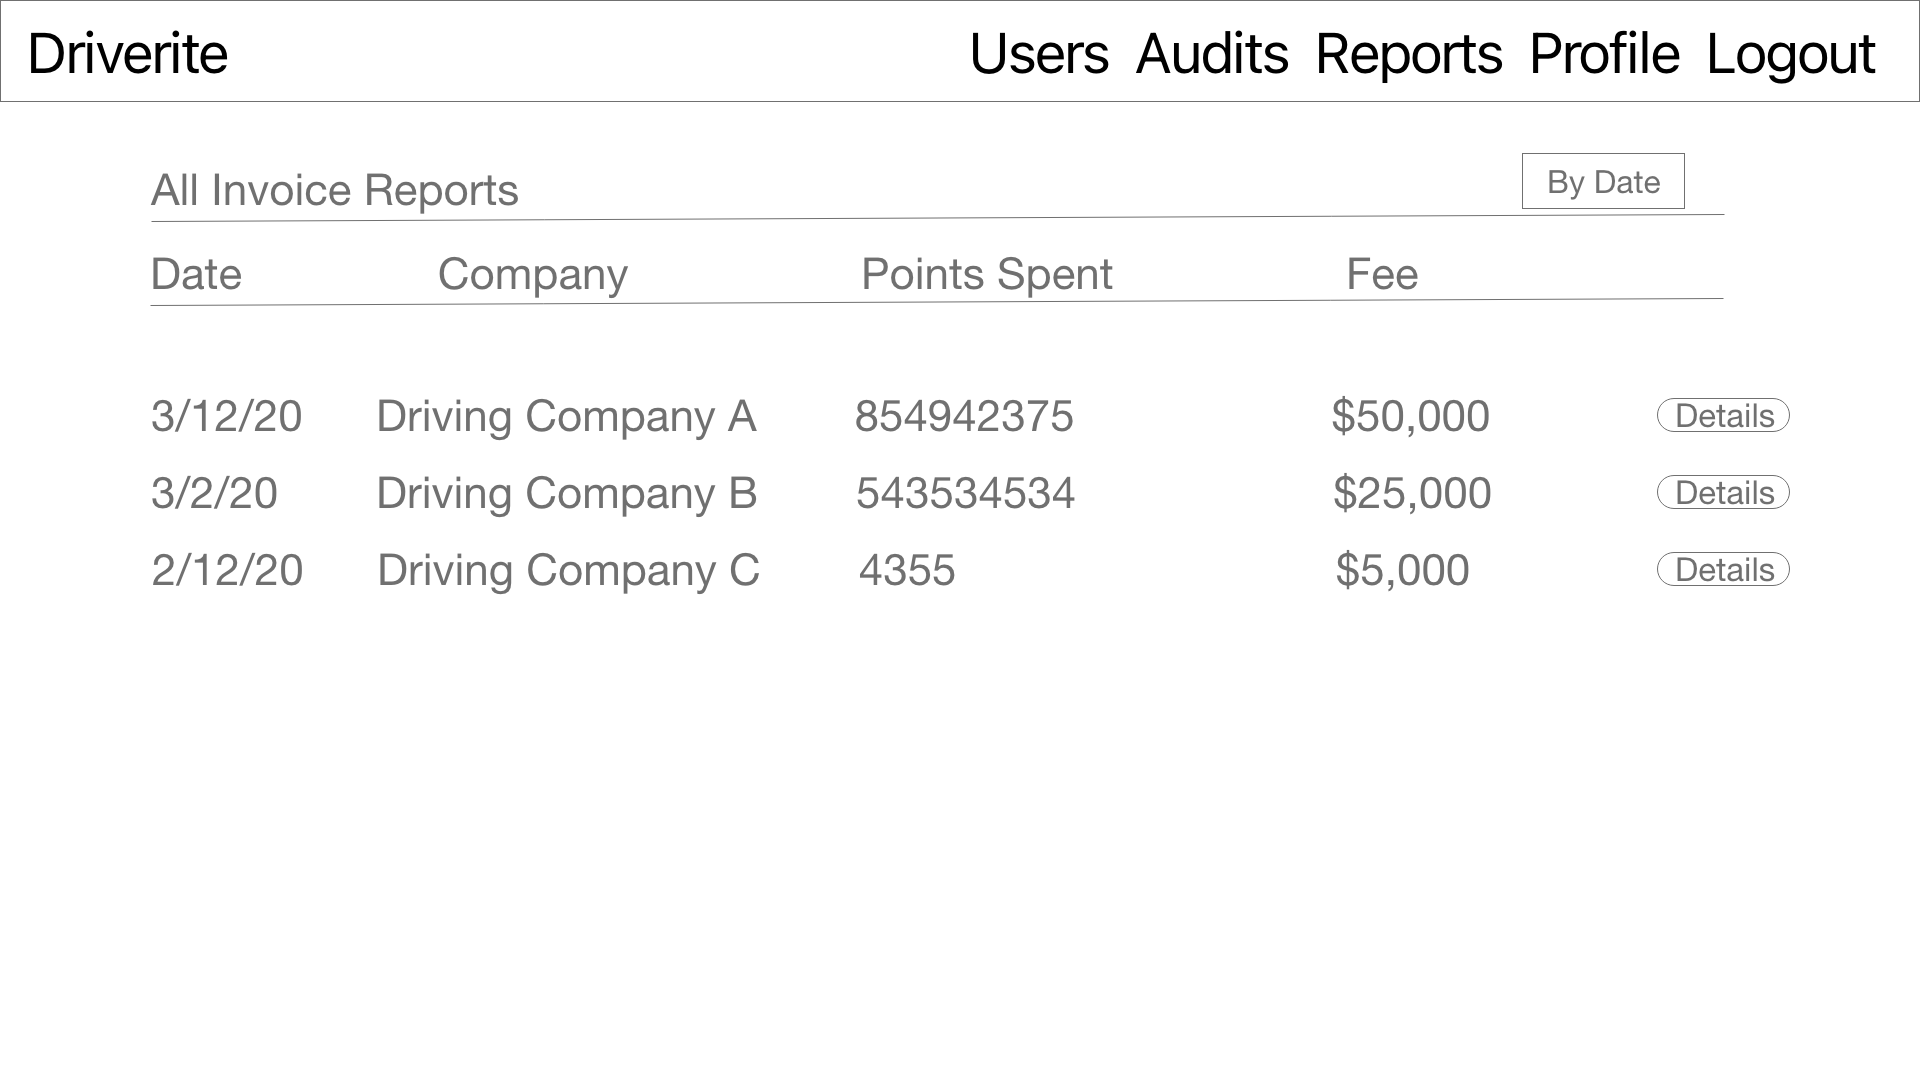 Driverite Users Audits Reports Profile Logout
All Invoice Reports By Date
Date Company Points Spent Fee
3/12/20 Driving Company A 854942375 $50,000 Details
3/2/20 Driving Company B 543534534 $25,000 Details
2/12/20 Driving Company C 4355 $5,000 Details